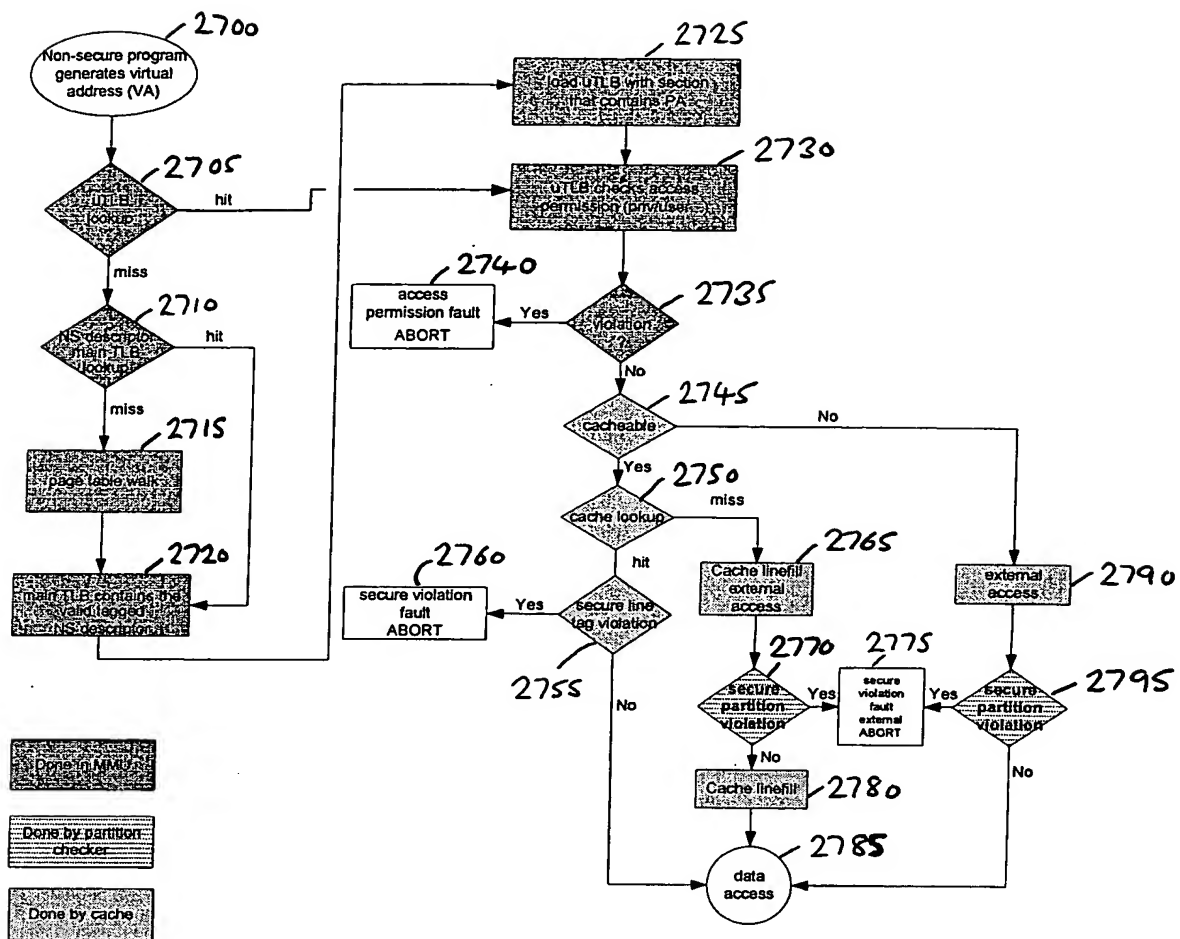 2700
Non-secure program
generates virtual
address (VA)
2705
uTLB
lookup
hit
miss
2710
NS descriptor
main TLB
lookup
hit
miss
2715
page table walk
2720
main TLB contains the
valid tagged
NS descriptor
2725
load uTLB with section
that contains PA
2730
uTLB checks access
permission (priv/user
2735
violation
?
Yes
2740
access
permission fault
ABORT
No
2745
cacheable
No
Yes
2750
cache lookup
miss
hit
2755
secure line
tag violation
Yes
2760
secure violation
fault
ABORT
No
2765
Cache linefill
external
access
2770
secure
partition
violation
Yes
2775
secure
violation
fault
external
ABORT
No
2780
Cache linefill
2785
data
access
2790
external
access
2795
secure
partition
violation
Yes
No
Done in MMU
Done by partition
checker
Done by cache